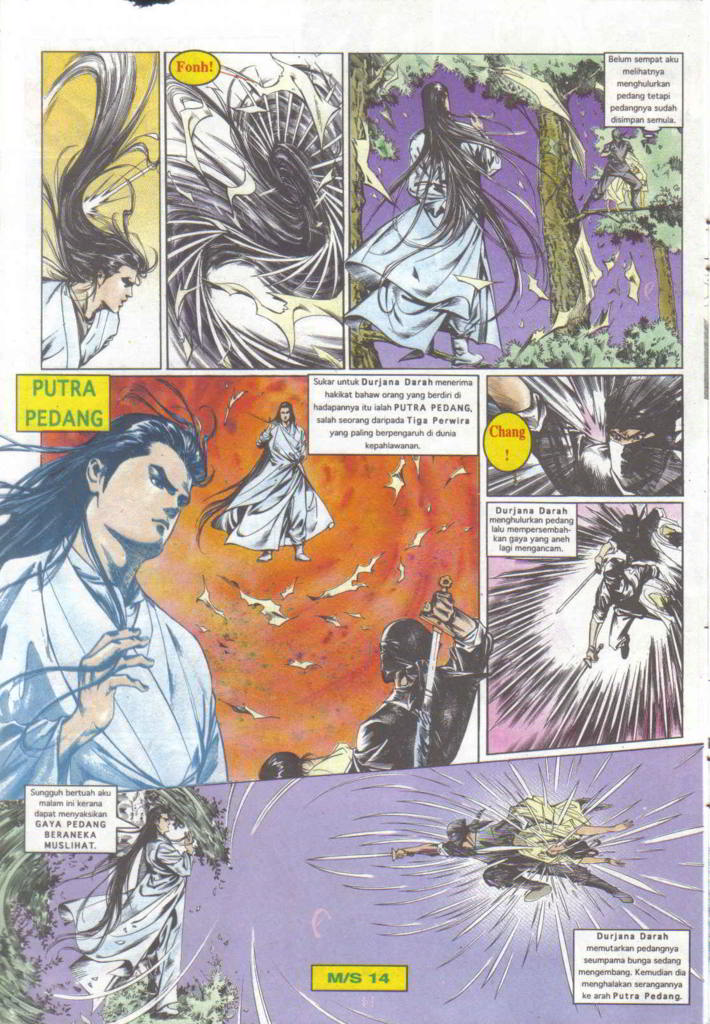 Fonh!
Belum sempat aku
melihatnya
menghulurkan
pedang tetapi
pedangnya sudah
disimpan semula.
PUTRA
PEDANG
Sukar untuk Durjana Darah menerima
hakikat bahaw orang yang berdiri di
hadapannya itu ialah PUTRA PEDANG,
salah seorang daripada Tiga Perwira
yang paling berpengaruh di dunia
kepahlawanan.
Chang
!
Durjana Darah
menghulurkan pedang
lalu mempersembah-
kan gaya yang aneh
lagi mengancam.
Sungguh bertuah aku
malam ini kerana
dapat menyaksikan
GAYA PEDANG
BERANEKA
MUSLIHAT.
Durjana Darah
memutarkan pedangnya
seumpama bunga sedang
mengembang. Kemudian dia
menghalakan serangannya
ke arah Putra Pedang.
M/S 14